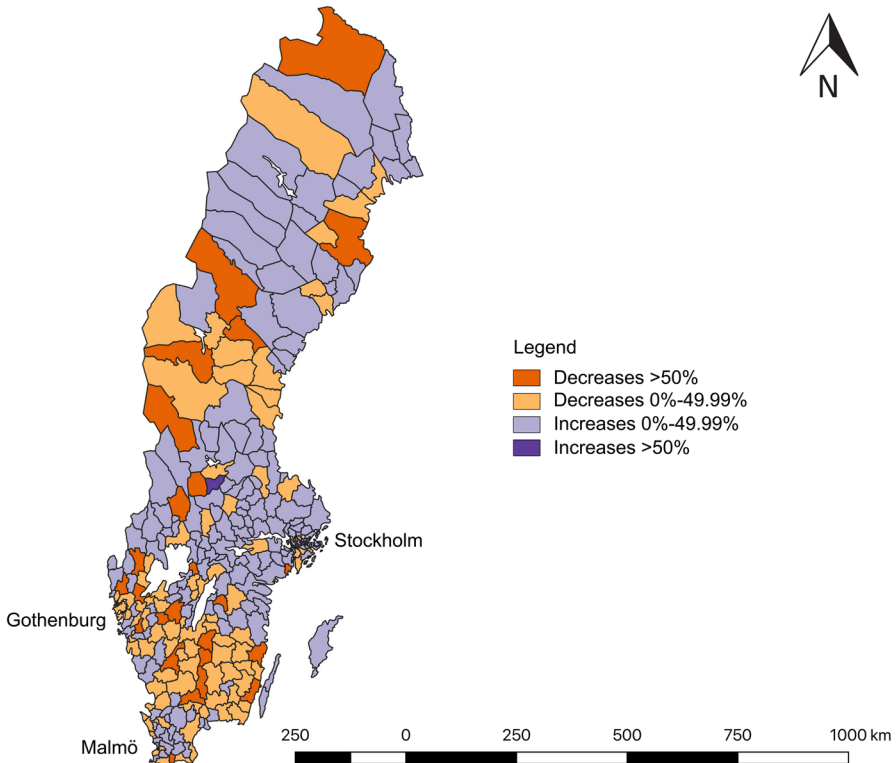 N
Legend
Decreases >50%
Decreases 0%-49.99%
Increases 0%-49.99%
Increases >50%
Stockholm
Gothenburg
Malmö
250 0 250 500 750 1000 km